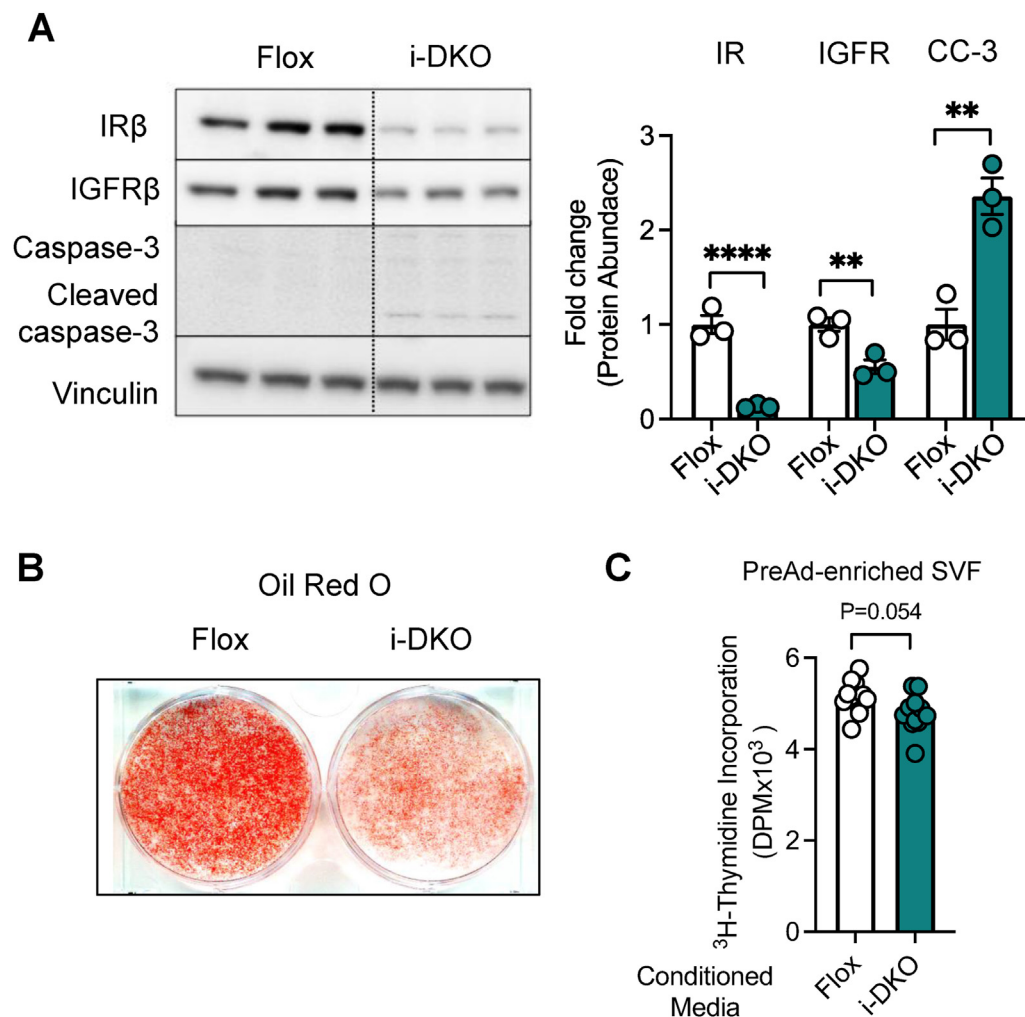 A
Flox i-DKO
IRβ
IGFRβ
Caspase-3
Cleaved
caspase-3
Vinculin
IR IGFR CC-3
**** ** **
Fold change
(Protein Abundace)
3
2
1
0
Flox i-DKO Flox i-DKO Flox i-DKO
B
Oil Red O
Flox i-DKO
C
PreAd-enriched SVF
P=0.054
³H-Thymidine Incorporation
(DPMx10³ )
6
4
2
0
Flox i-DKO
Conditioned
Media